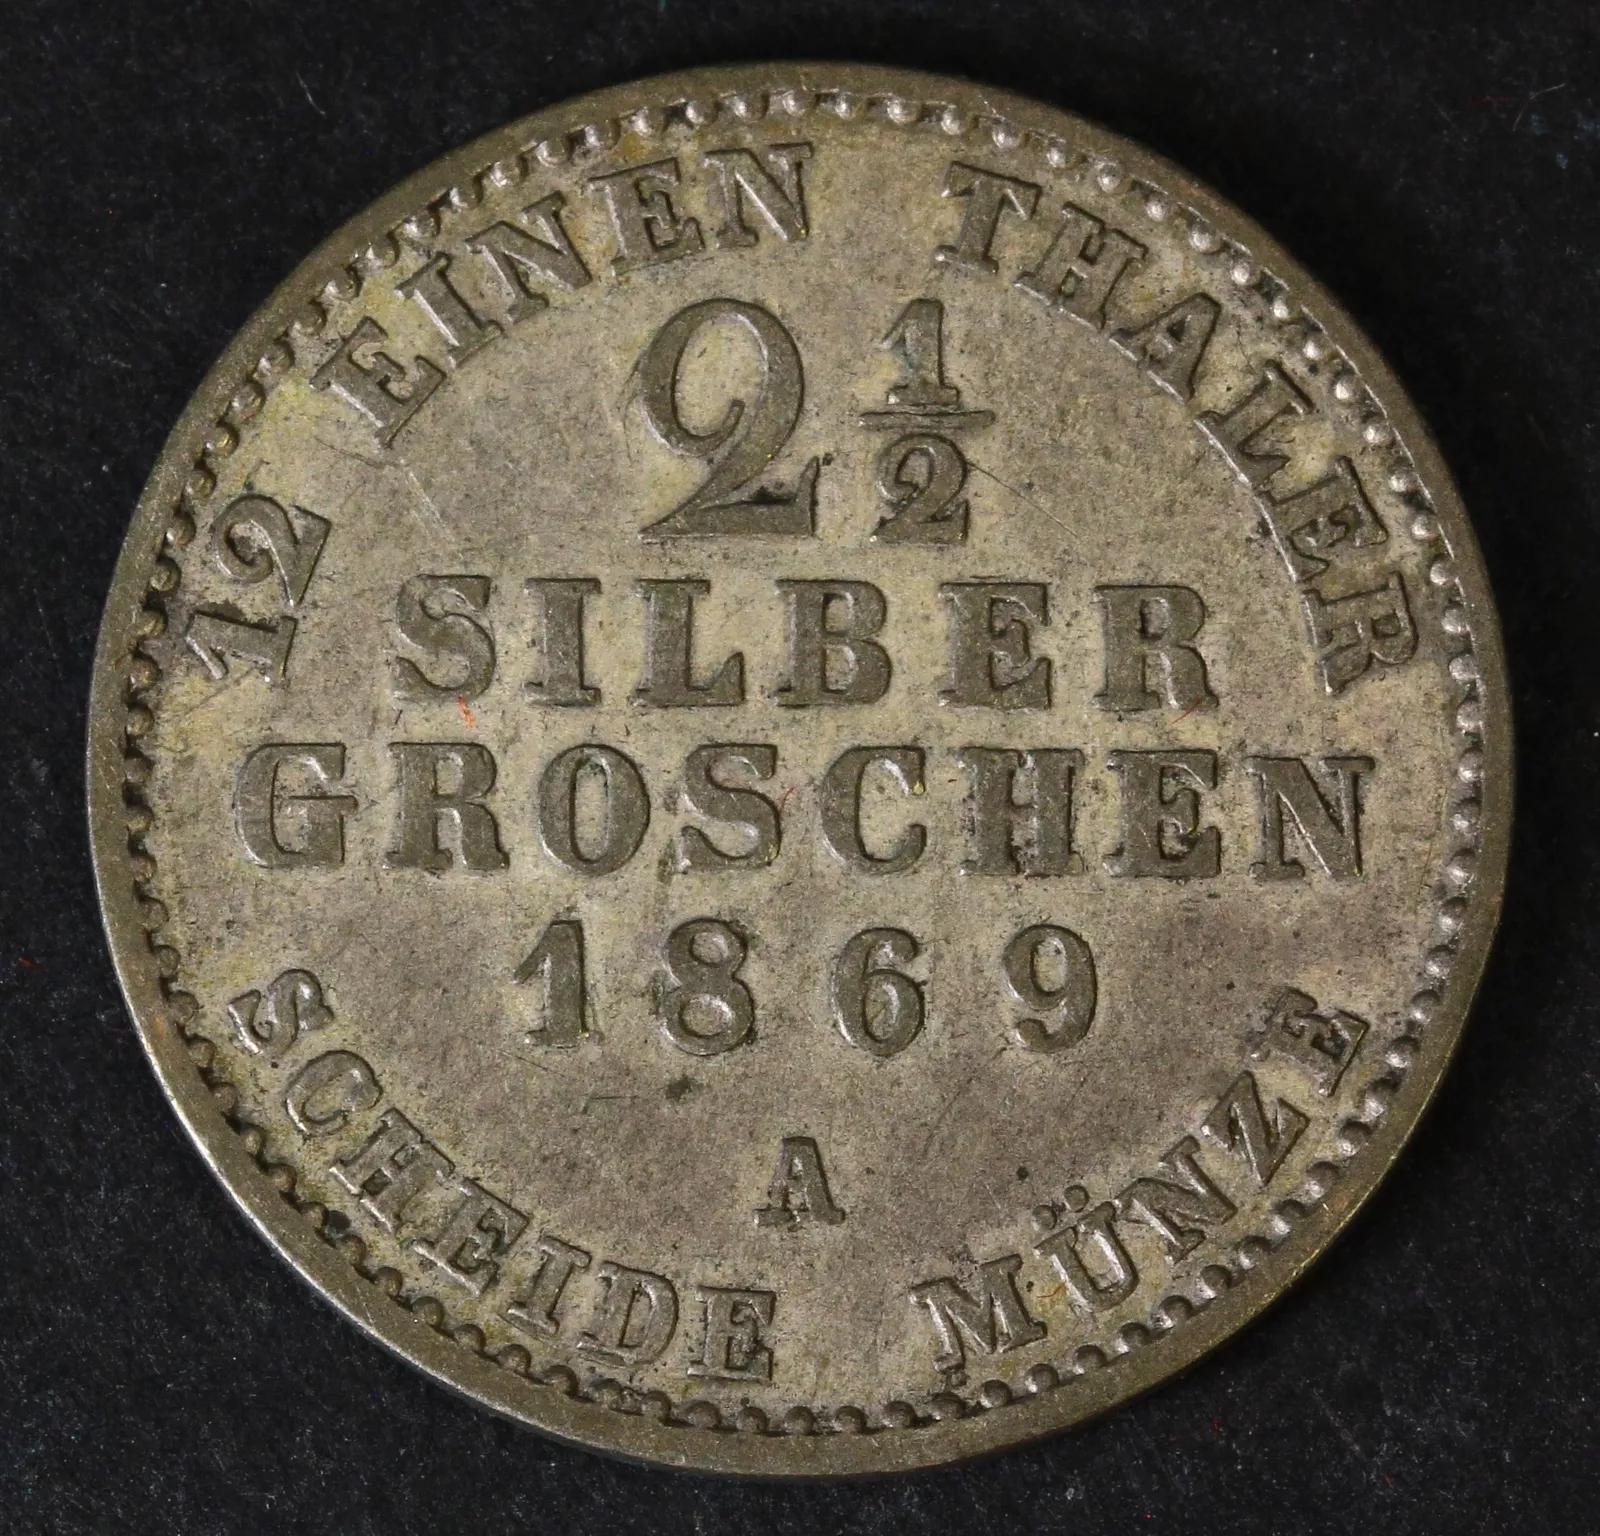 12 EINEN THALER
2 1/2
SILBER
GROSCHEN
1869
A
SCHEIDE MÜNZE